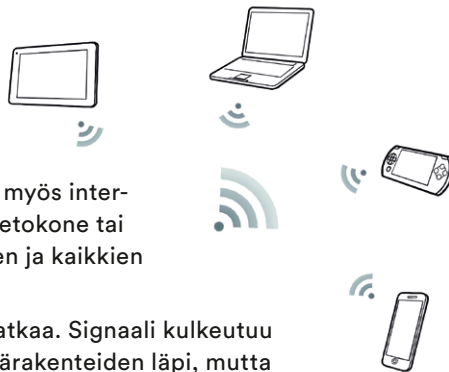 myös inter-
etokone tai
en ja kaikkien
atkaa. Signaali kulkeutuu
ärakenteiden läpi, mutta